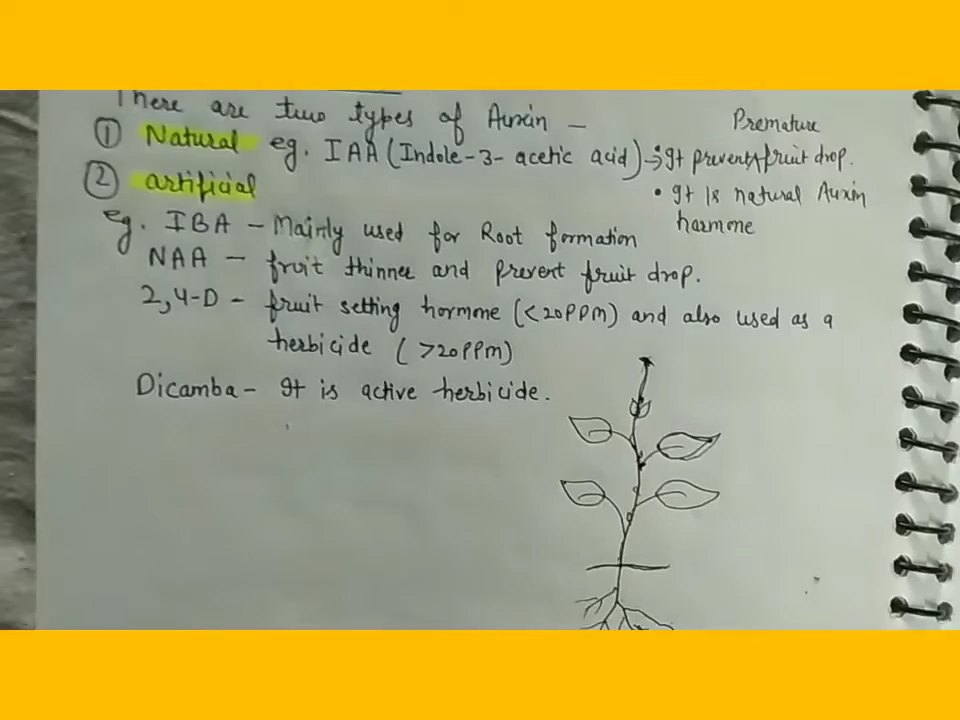 There are two types of Auxin –
① Natural eg. IAA (Indole-3-acetic acid) → It prevent ^ fruit drop.
Premature
• It Is natural Auxin
hormone
② artificial
eg. IBA – Mainly used for Root formation
NAA – fruit thinner and prevent fruit drop.
2,4-D – fruit setting hormone (<20PPM) and also used as a
herbicide (>20PPM)
Dicamba – It is active herbicide.